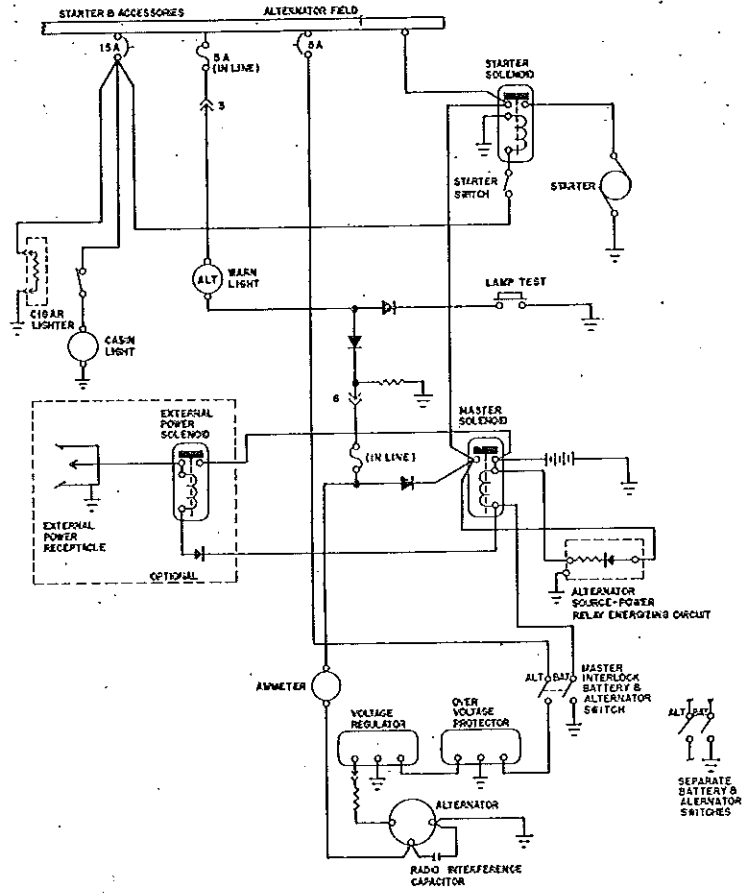 STARTER & ACCESSORIES
ALTERNATOR FIELD
15A
5A
(IN LINE)
5A
3
STARTER
SOLENOID
STARTER
SWITCH
STARTER
ALT
WARN
LIGHT
LAMP TEST
CIGAR
LIGHTER
CABIN
LIGHT
6
EXTERNAL
POWER
SOLENOID
MASTER
SOLENOID
(IN LINE)
EXTERNAL
POWER
RECEPTACLE
OPTIONAL
ALTERNATOR
SOURCE-POWER
RELAY ENERGIZING CIRCUIT
AMMETER
ALT
BAT
MASTER
INTERLOCK
BATTERY &
ALTERNATOR
SWITCH
VOLTAGE
REGULATOR
OVER
VOLTAGE
PROTECTOR
ALT
BAT
SEPARATE
BATTERY &
ALERNATOR
SWITCHES
ALTERNATOR
RADIO INTERFERENCE
CAPACITOR